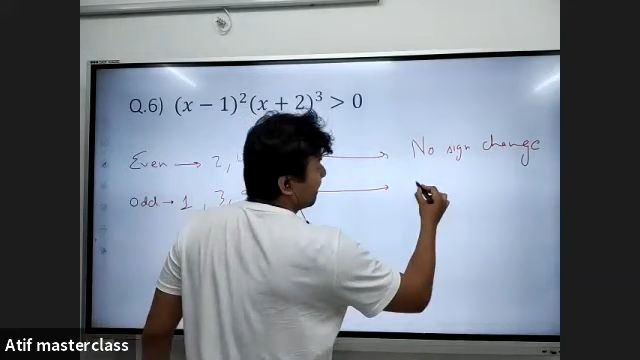 Q.6) (x − 1)²(x + 2)³ > 0
Even → 2, → No sign change
Odd → 1, 3, →
Atif masterclass